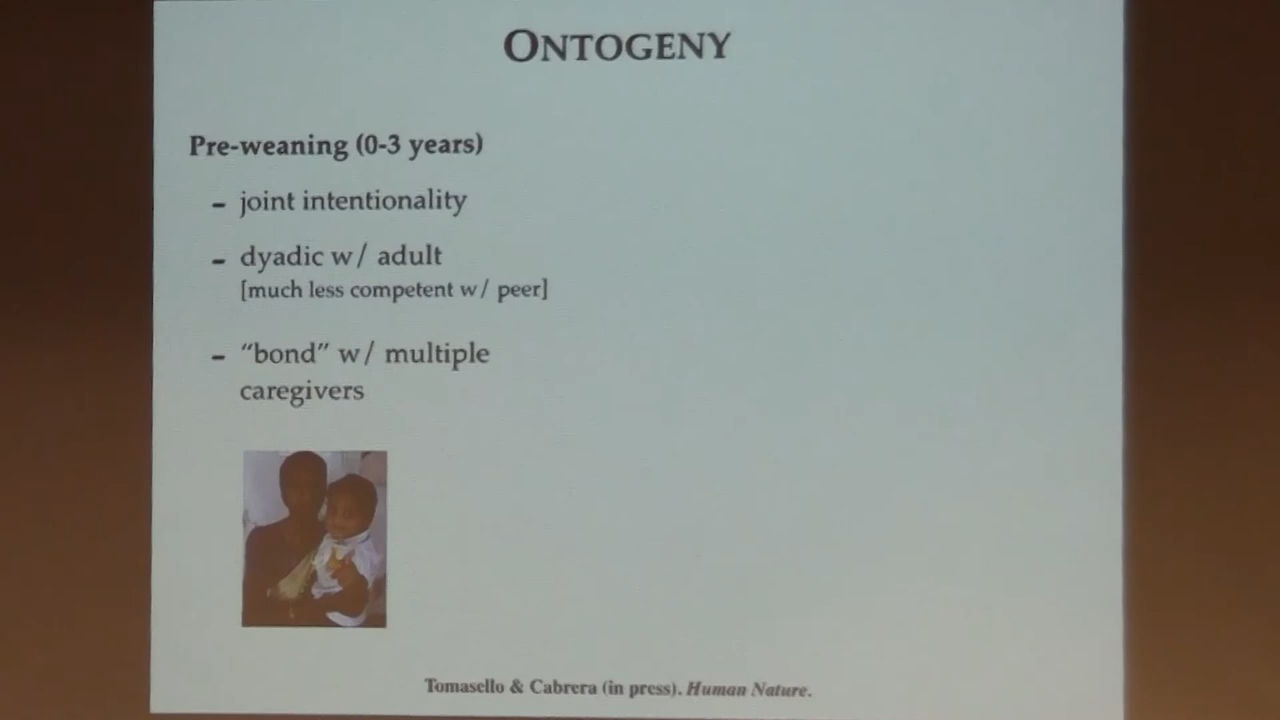 ONTOGENY
Pre-weaning (0-3 years)
– joint intentionality
– dyadic w/ adult
[much less competent w/ peer]
– “bond” w/ multiple
caregivers
Tomasello & Cabrera (in press). Human Nature.